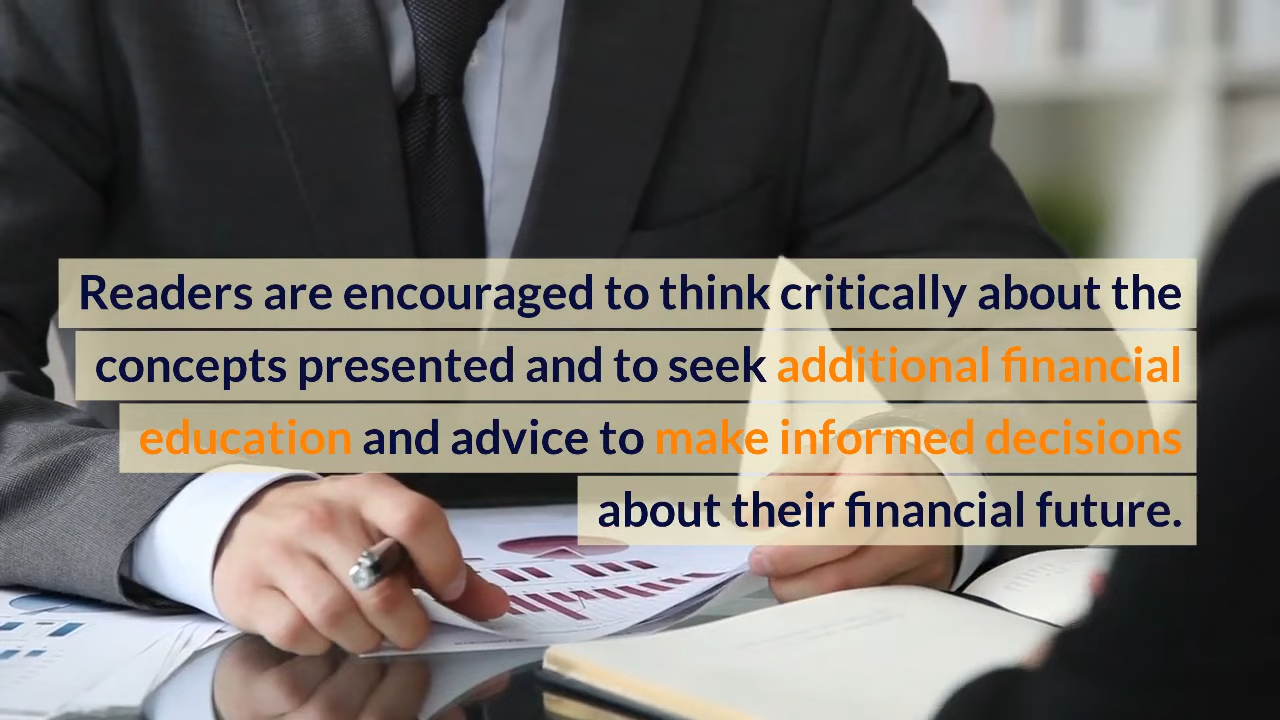 Readers are encouraged to think critically about the
concepts presented and to seek additional financial
education and advice to make informed decisions
about their financial future.